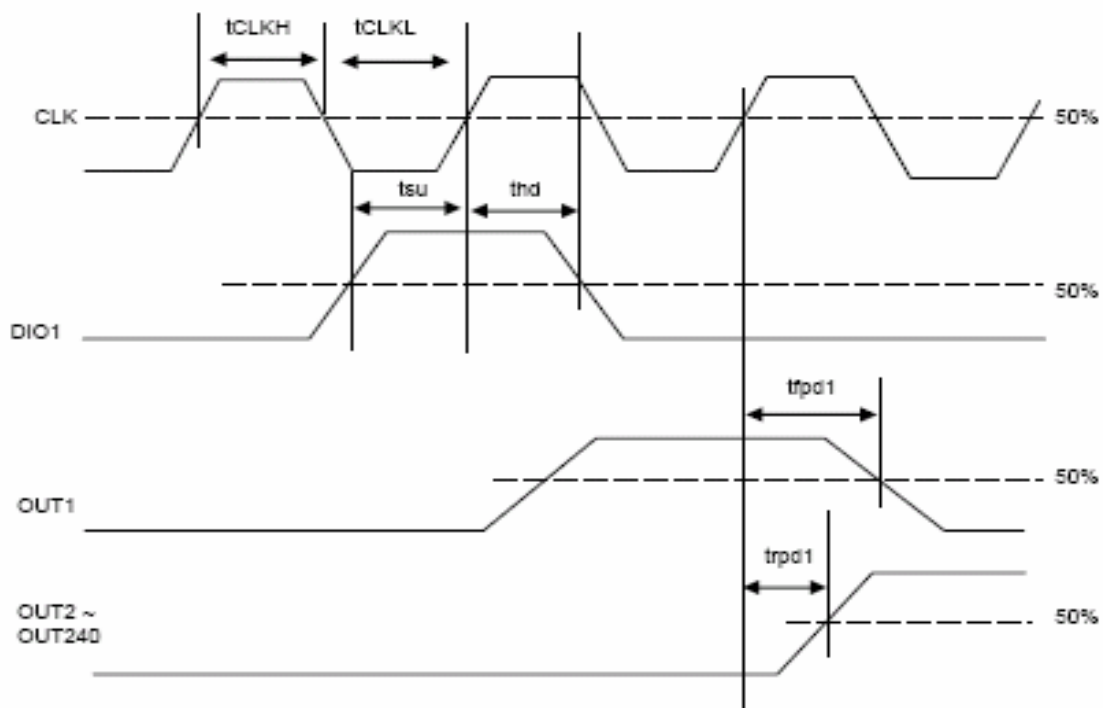 tCLKH
tCLKL
CLK
50%
tsu
thd
50%
DIO1
tfpd1
50%
OUT1
trpd1
OUT2 ~
OUT240
50%